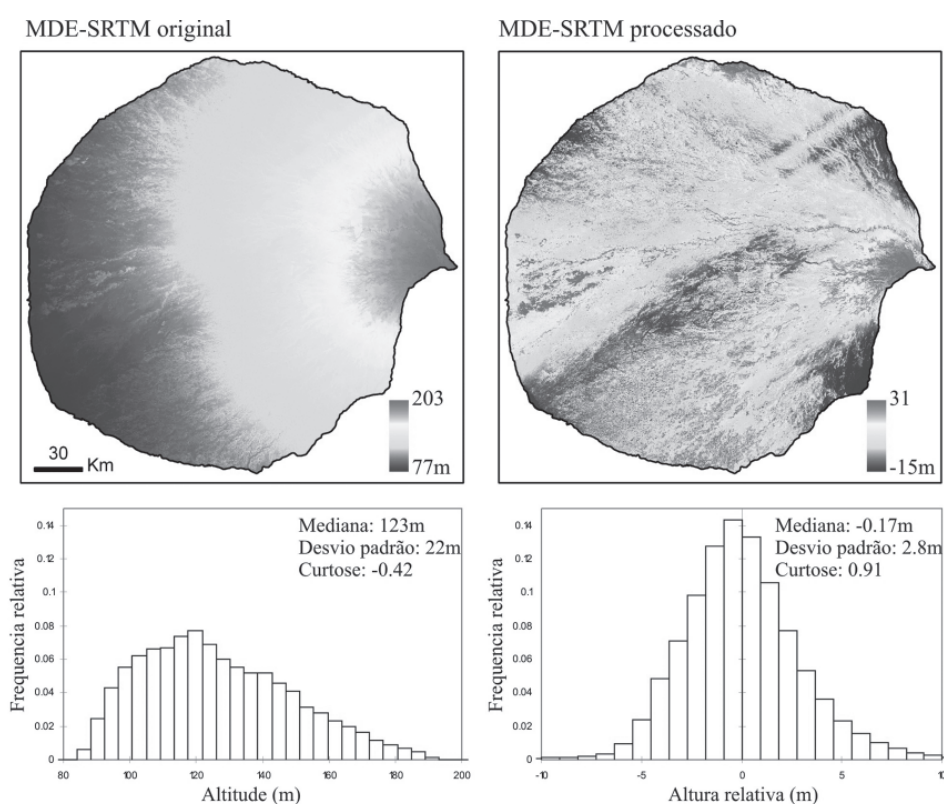 MDE-SRTM original
MDE-SRTM processado
203
77m
30
Km
31
-15m
Mediana: 123m
Desvio padrão: 22m
Curtose: -0.42
Frequencia relativa
0.14
0.12
0.1
0.08
0.06
0.04
0.02
0
80 100 120 140 160 180 200
Altitude (m)
Mediana: -0.17m
Desvio padrão: 2.8m
Curtose: 0.91
Frequencia relativa
0.14
0.12
0.1
0.08
0.06
0.04
0.02
0
-10 -5 0 5 10
Altura relativa (m)